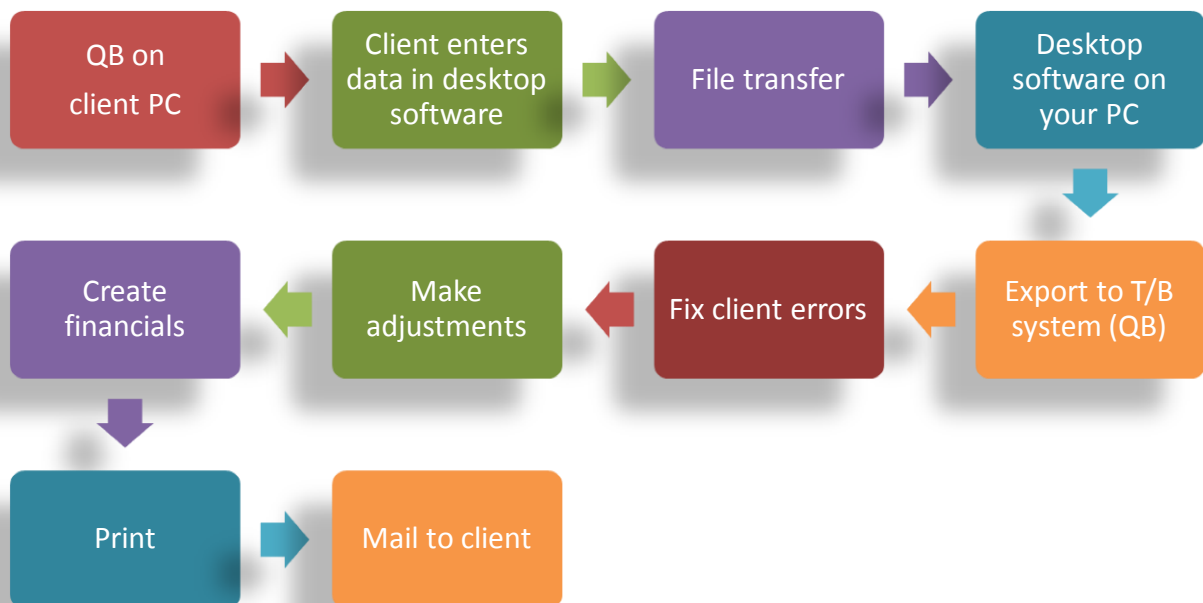 QB on
client PC
Client enters
data in desktop
software
File transfer
Desktop
software on
your PC
Export to T/B
system (QB)
Fix client errors
Make
adjustments
Create
financials
Print
Mail to client